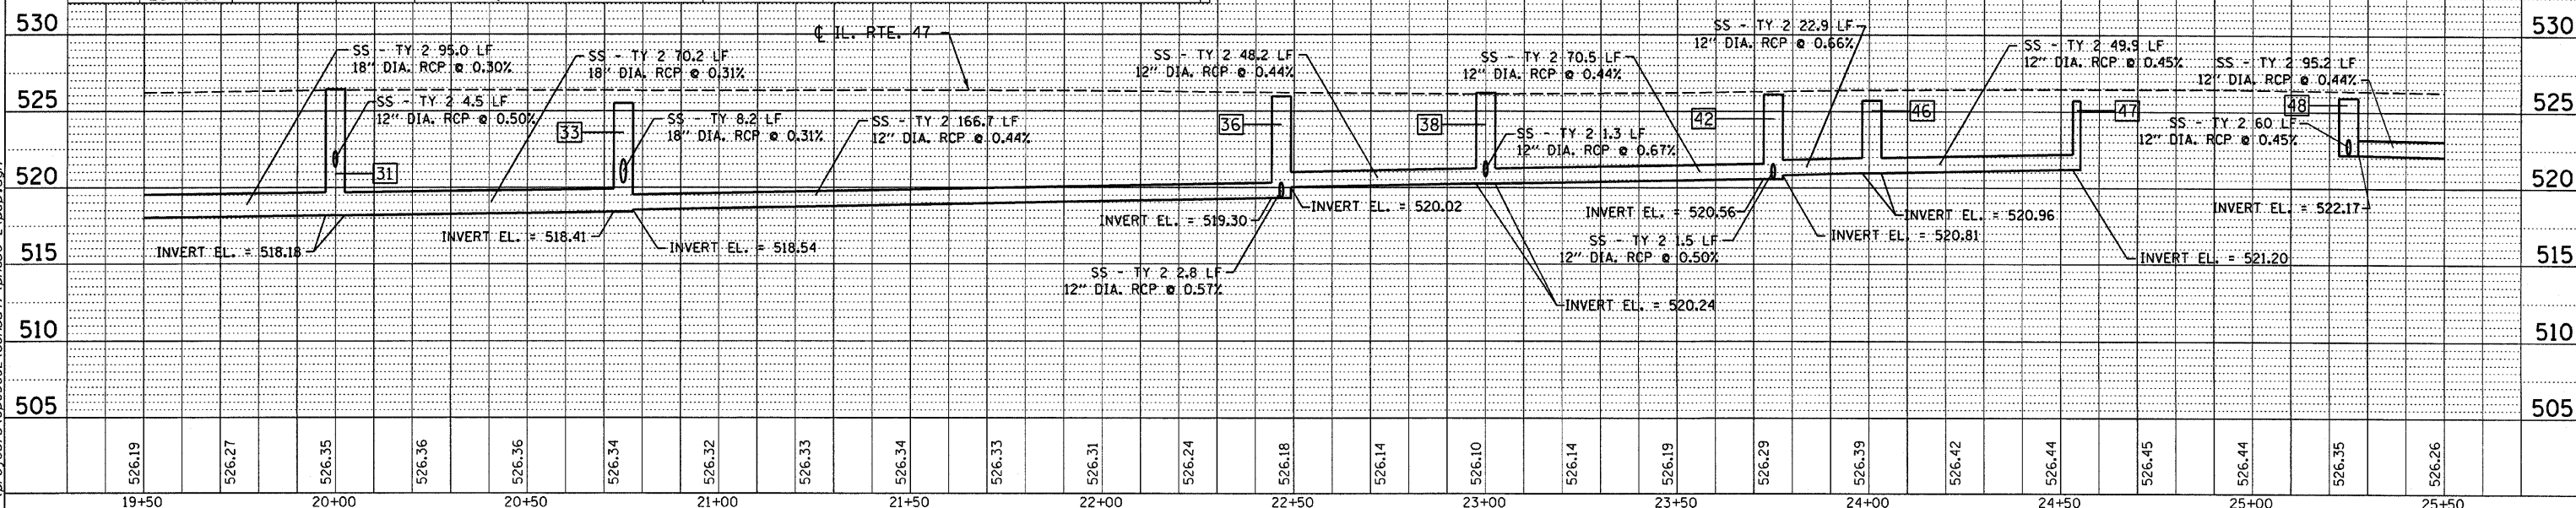 530
530
℄ IL. RTE. 47
SS - TY 2 22.9 LF
12" DIA. RCP @ 0.66%
SS - TY 2 95.0 LF
18" DIA. RCP @ 0.30%
SS - TY 2 70.2 LF
18" DIA. RCP @ 0.31%
SS - TY 2 48.2 LF
12" DIA. RCP @ 0.44%
SS - TY 2 70.5 LF
12" DIA. RCP @ 0.44%
SS - TY 2 49.9 LF
12" DIA. RCP @ 0.45%
SS - TY 2 95.2 LF
12" DIA. RCP @ 0.44%
525
525
SS - TY 2 4.5 LF
12" DIA. RCP @ 0.50%
33
SS - TY 2 8.2 LF
18" DIA. RCP @ 0.31%
SS - TY 2 166.7 LF
12" DIA. RCP @ 0.44%
36
38
SS - TY 2 1.3 LF
12" DIA. RCP @ 0.67%
42
46
47
48
SS - TY 2 60 LF
12" DIA. RCP @ 0.45%
31
520
520
INVERT EL. = 518.18
INVERT EL. = 518.41
INVERT EL. = 518.54
INVERT EL. = 519.30
INVERT EL. = 520.02
INVERT EL. = 520.56
INVERT EL. = 520.96
INVERT EL. = 522.17
SS - TY 2 1.5 LF
12" DIA. RCP @ 0.50%
INVERT EL. = 520.81
INVERT EL. = 521.20
515
515
SS - TY 2 2.8 LF
12" DIA. RCP @ 0.57%
INVERT EL. = 520.24
510
510
505
505
526.19
526.27
526.35
526.36
526.36
526.34
526.32
526.33
526.34
526.33
526.31
526.24
526.18
526.14
526.10
526.14
526.19
526.29
526.39
526.42
526.44
526.45
526.44
526.35
526.26
19+50
20+00
20+50
21+00
21+50
22+00
22+50
23+00
23+50
24+00
24+50
25+00
25+50